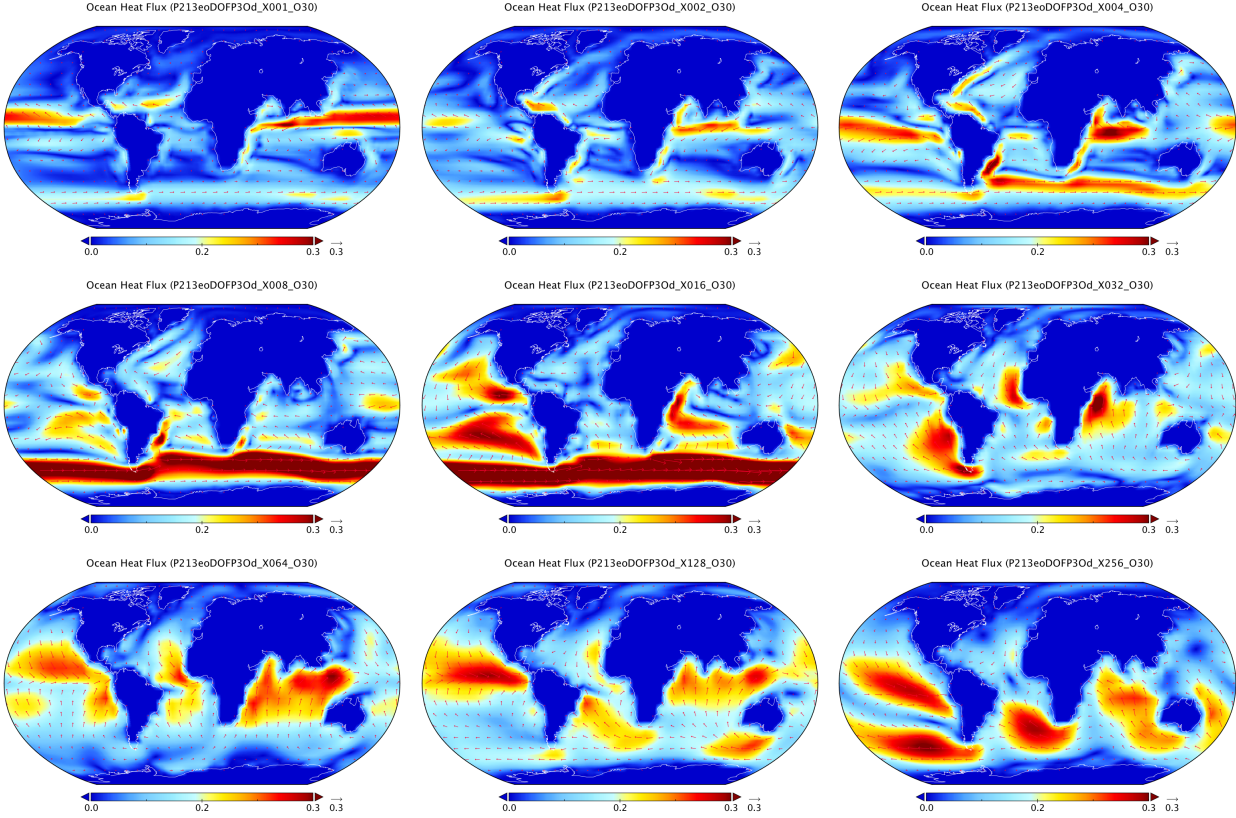 Ocean Heat Flux (P213eoDOFP3Od_X001_O30)
Ocean Heat Flux (P213eoDOFP3Od_X002_O30)
Ocean Heat Flux (P213eoDOFP3Od_X004_O30)
0.0 0.2 0.3 0.3
0.0 0.2 0.3 0.3
0.0 0.2 0.3 0.3
Ocean Heat Flux (P213eoDOFP3Od_X008_O30)
Ocean Heat Flux (P213eoDOFP3Od_X016_O30)
Ocean Heat Flux (P213eoDOFP3Od_X032_O30)
0.0 0.2 0.3 0.3
0.0 0.2 0.3 0.3
0.0 0.2 0.3 0.3
Ocean Heat Flux (P213eoDOFP3Od_X064_O30)
Ocean Heat Flux (P213eoDOFP3Od_X128_O30)
Ocean Heat Flux (P213eoDOFP3Od_X256_O30)
0.0 0.2 0.3 0.3
0.0 0.2 0.3 0.3
0.0 0.2 0.3 0.3